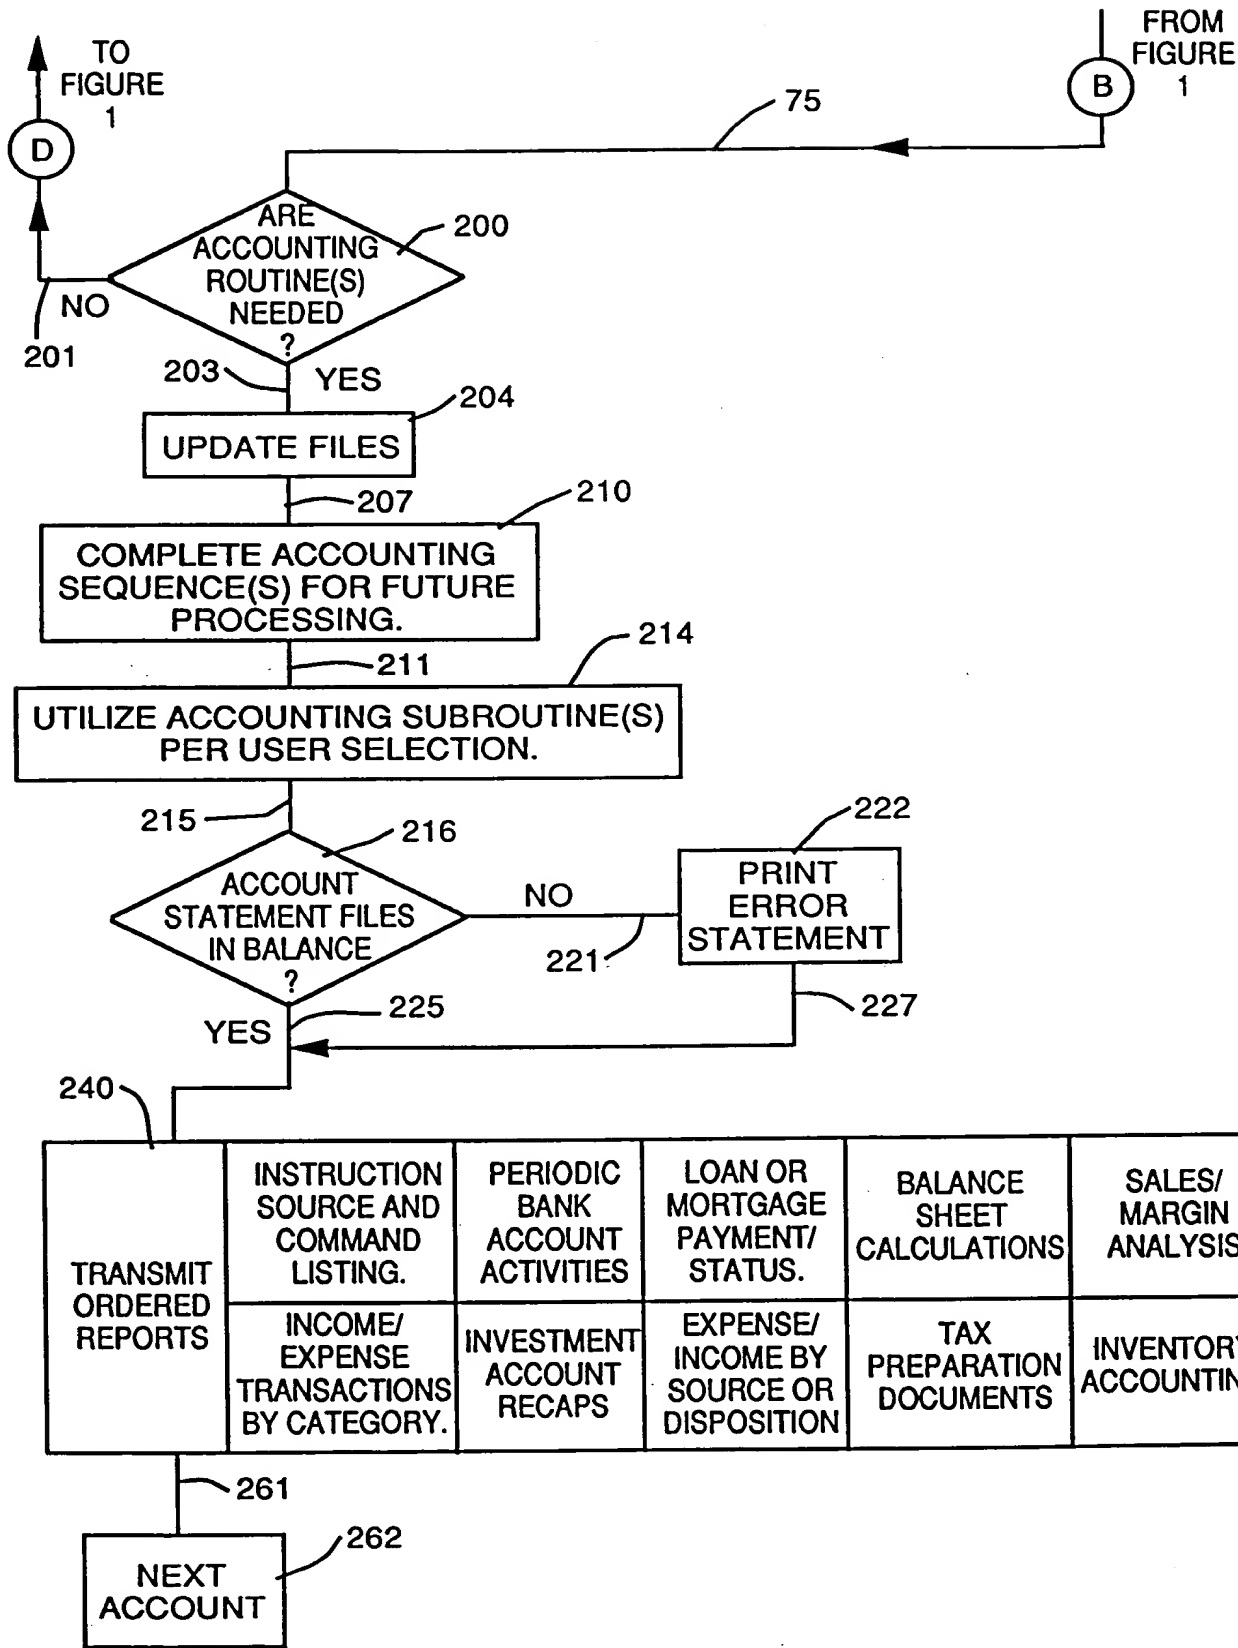 TO
FIGURE
1
D
FROM
FIGURE
1
B
75
ARE
ACCOUNTING
ROUTINE(S)
NEEDED
?
200
NO
201
203
YES
204
UPDATE FILES
207
210
COMPLETE ACCOUNTING
SEQUENCE(S) FOR FUTURE
PROCESSING.
211
214
UTILIZE ACCOUNTING SUBROUTINE(S)
PER USER SELECTION.
215
216
ACCOUNT
STATEMENT FILES
IN BALANCE
?
NO
221
222
PRINT
ERROR
STATEMENT
225
YES
227
240
TRANSMIT
ORDERED
REPORTS
INSTRUCTION
SOURCE AND
COMMAND
LISTING.
PERIODIC
BANK
ACCOUNT
ACTIVITIES
LOAN OR
MORTGAGE
PAYMENT/
STATUS.
BALANCE
SHEET
CALCULATIONS
SALES/
MARGIN
ANALYSIS
INCOME/
EXPENSE
TRANSACTIONS
BY CATEGORY.
INVESTMENT
ACCOUNT
RECAPS
EXPENSE/
INCOME BY
SOURCE OR
DISPOSITION
TAX
PREPARATION
DOCUMENTS
INVENTORY
ACCOUNTIN
261
262
NEXT
ACCOUNT